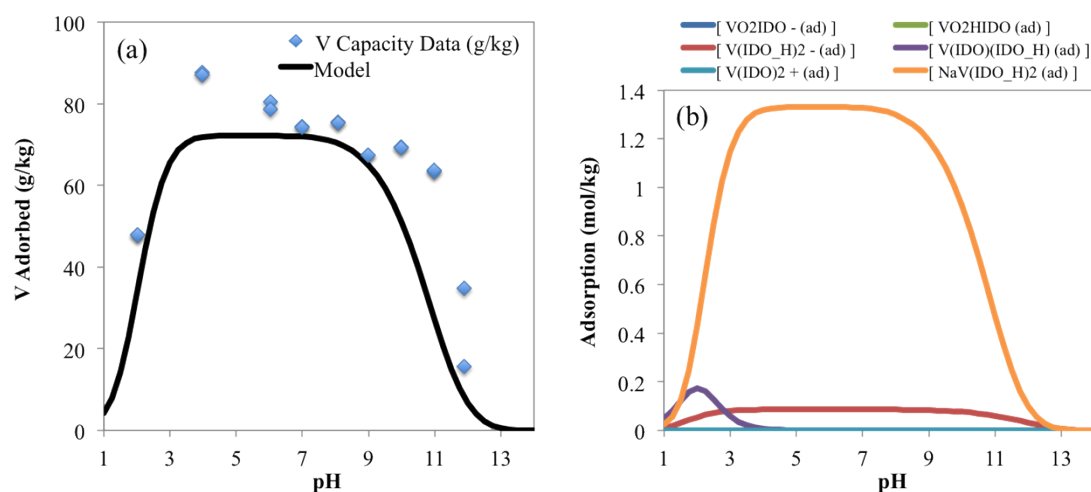 (a)
V Capacity Data (g/kg)
Model
V Adorbed (g/kg)
100
80
60
40
20
0
1 3 5 7 9 11 13
pH
[ VO2IDO - (ad) ]
[ VO2HIDO (ad) ]
[ V(IDO_H)2 - (ad) ]
[ V(IDO)(IDO_H) (ad) ]
[ V(IDO)2 + (ad) ]
[ NaV(IDO_H)2 (ad) ]
(b)
Adsorption (mol/kg)
1.4
1.2
1
0.8
0.6
0.4
0.2
0
1 3 5 7 9 11 13
pH